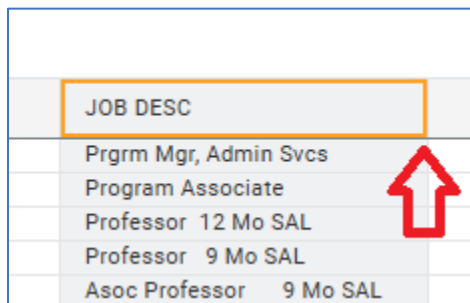 JOB DESC
Prgrm Mgr, Admin Svcs
Program Associate
Professor  12 Mo SAL
Professor   9 Mo SAL
Asoc Professor     9 Mo SAL